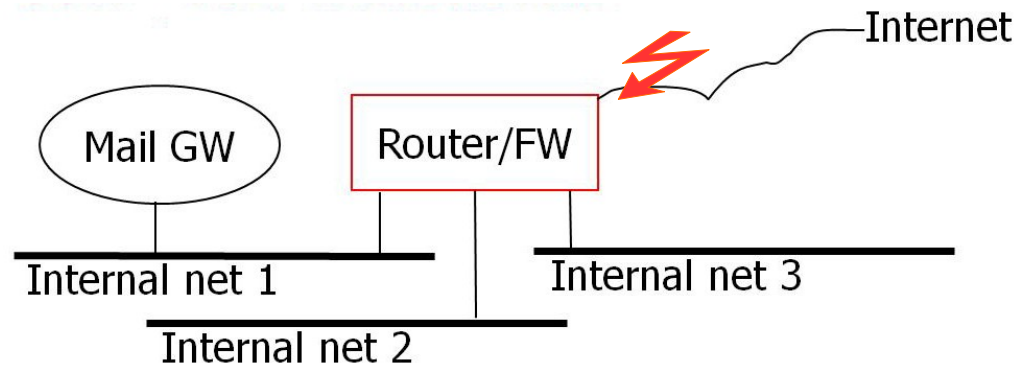 Internet
Mail GW
Router/FW
Internal net 1
Internal net 3
Internal net 2